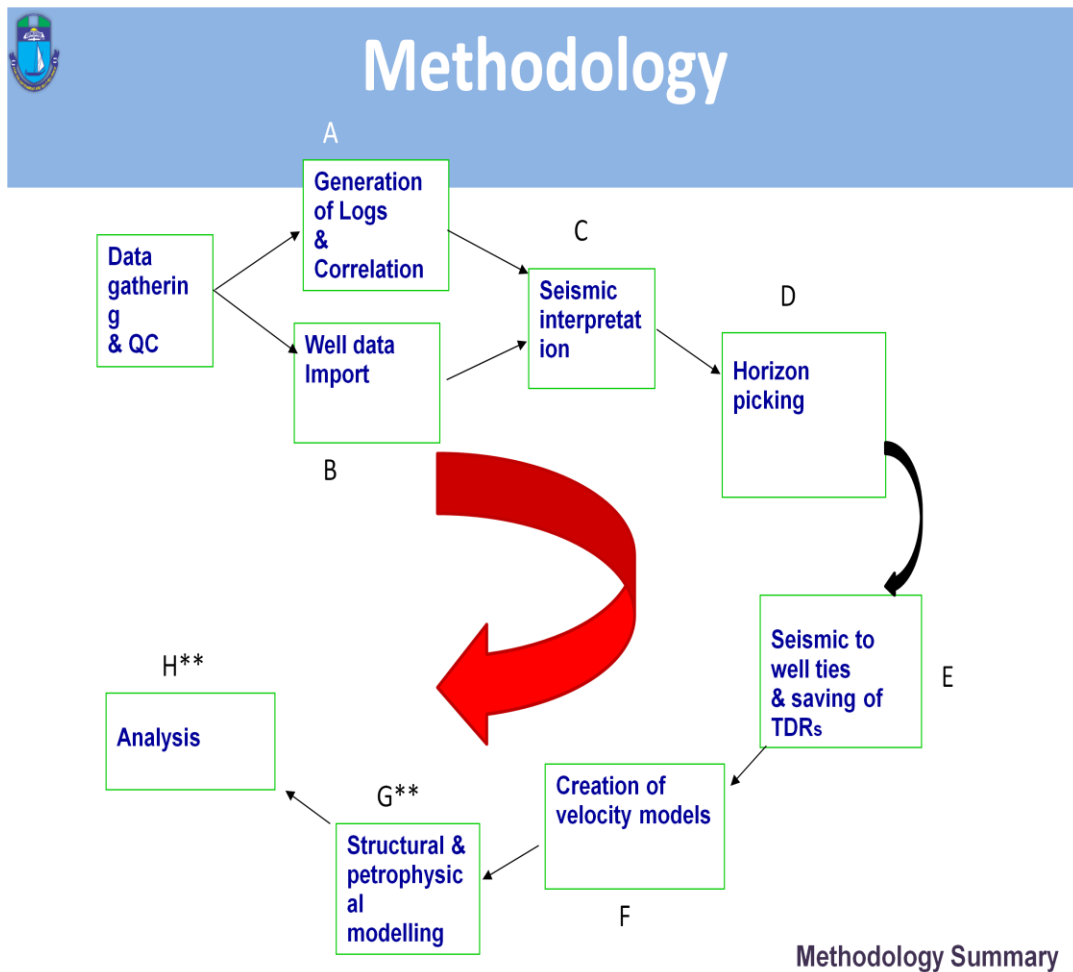 Methodology
A
Generation
of Logs
&
Correlation
Data
gatherin
g
& QC
Well data
Import
B
C
Seismic
interpretat
ion
D
Horizon
picking
Seismic to
well ties
& saving of
TDRs
E
Creation of
velocity models
F
G**
Structural &
petrophysic
al
modelling
H**
Analysis
Methodology Summary